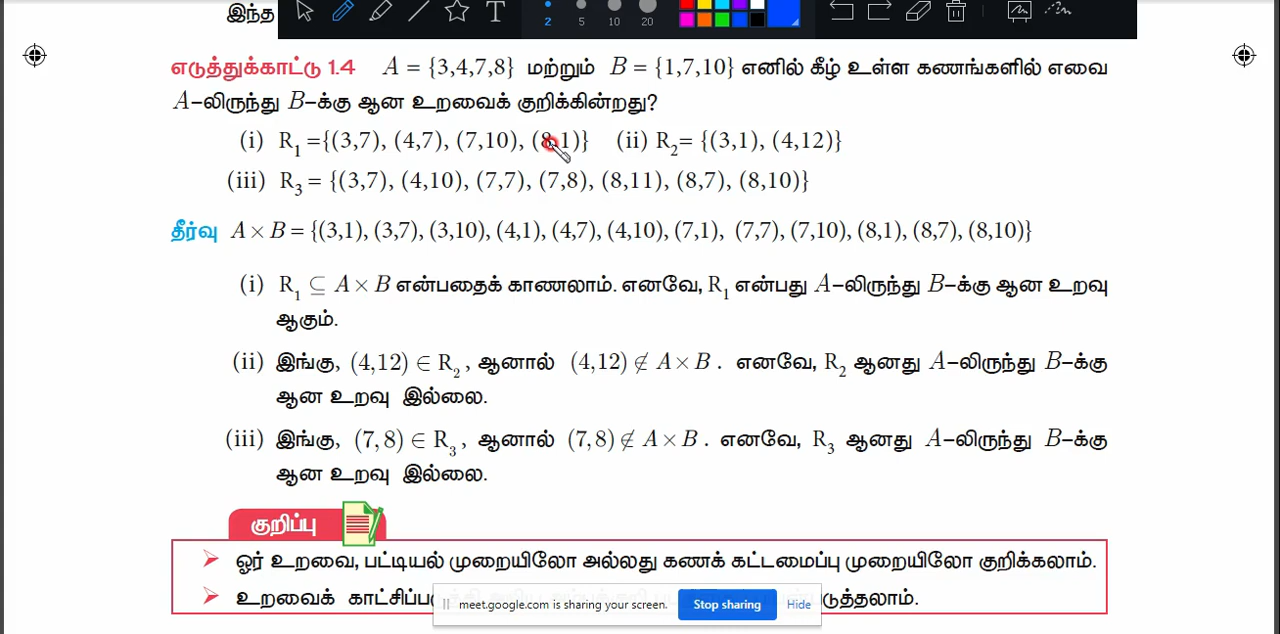 இந்த
2 5 10 20
எடுத்துக்காட்டு 1.4 A = {3,4,7,8} மற்றும் B = {1,7,10} எனில் கீழ் உள்ள கணங்களில் எவை
A–லிருந்து B–க்கு ஆன உறவைக் குறிக்கின்றது?
(i) R₁ ={(3,7), (4,7), (7,10), (8,1)} (ii) R₂= {(3,1), (4,12)}
(iii) R₃ = {(3,7), (4,10), (7,7), (7,8), (8,11), (8,7), (8,10)}
தீர்வு A × B = {(3,1), (3,7), (3,10), (4,1), (4,7), (4,10), (7,1), (7,7), (7,10), (8,1), (8,7), (8,10)}
(i) R₁ ⊆ A × B என்பதைக் காணலாம். எனவே, R₁ என்பது A–லிருந்து B–க்கு ஆன உறவு
ஆகும்.
(ii) இங்கு, (4,12) ∈ R₂, ஆனால் (4,12) ∉ A × B . எனவே, R₂ ஆனது A–லிருந்து B–க்கு
ஆன உறவு இல்லை.
(iii) இங்கு, (7,8) ∈ R₃, ஆனால் (7,8) ∉ A × B . எனவே, R₃ ஆனது A–லிருந்து B–க்கு
ஆன உறவு இல்லை.
குறிப்பு
ஓர் உறவை, பட்டியல் முறையிலோ அல்லது கணக் கட்டமைப்பு முறையிலோ குறிக்கலாம்.
உறவைக்
meet.google.com is sharing your screen. Stop sharing Hide